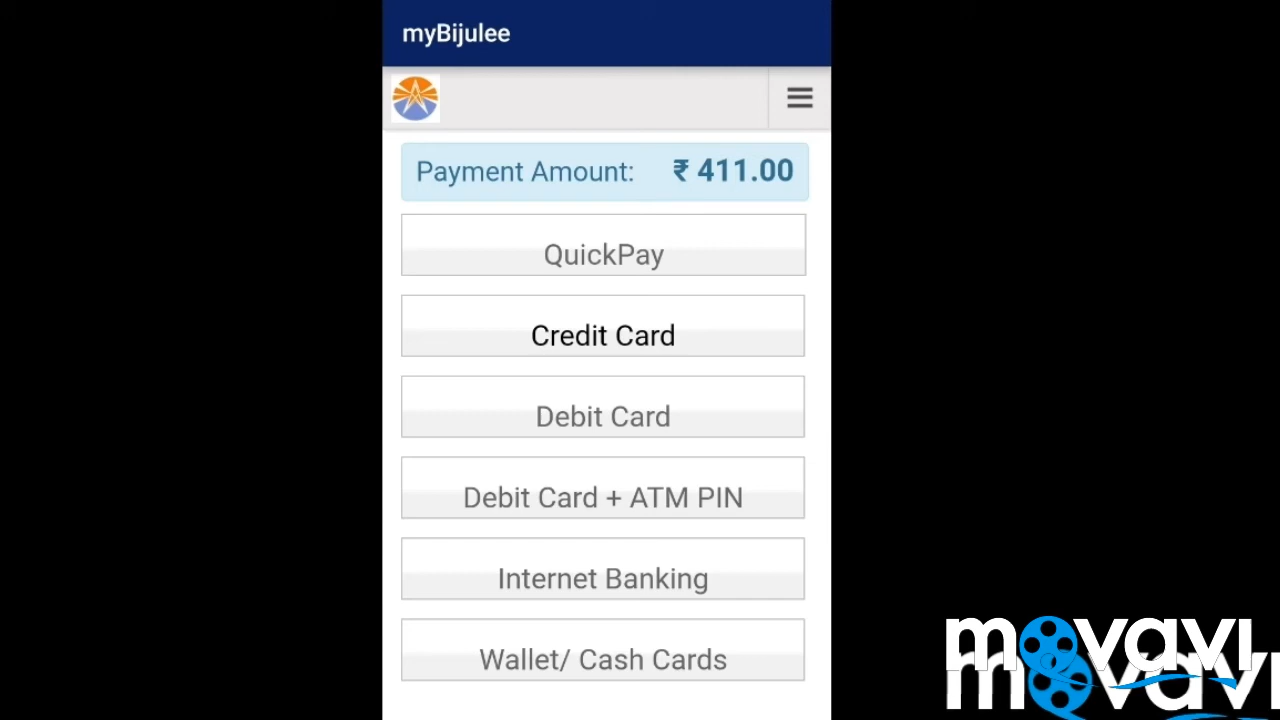 myBijulee
Payment Amount: ₹ 411.00
QuickPay
Credit Card
Debit Card
Debit Card + ATM PIN
Internet Banking
Wallet/ Cash Cards
movavi
movavi